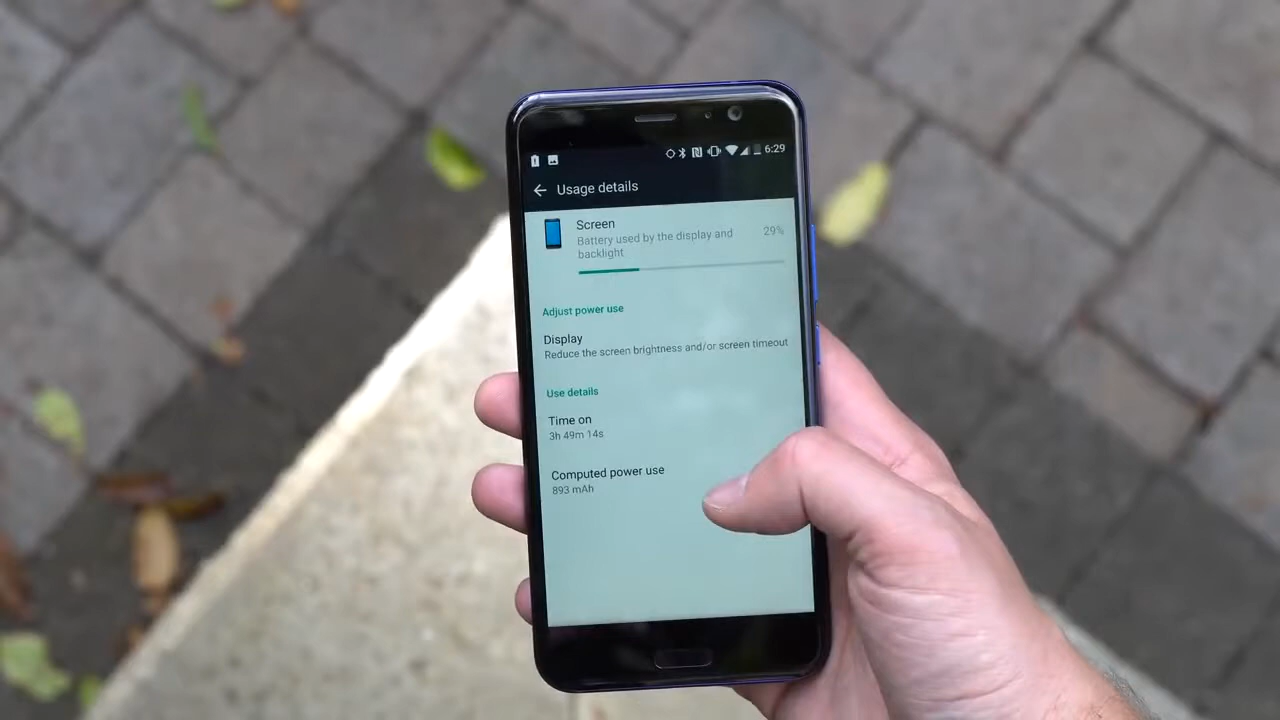 6:29
Usage details
Screen
Battery used by the display and
backlight
29%
Adjust power use
Display
Reduce the screen brightness and/or screen timeout
Use details
Time on
3h 49m 14s
Computed power use
893 mAh